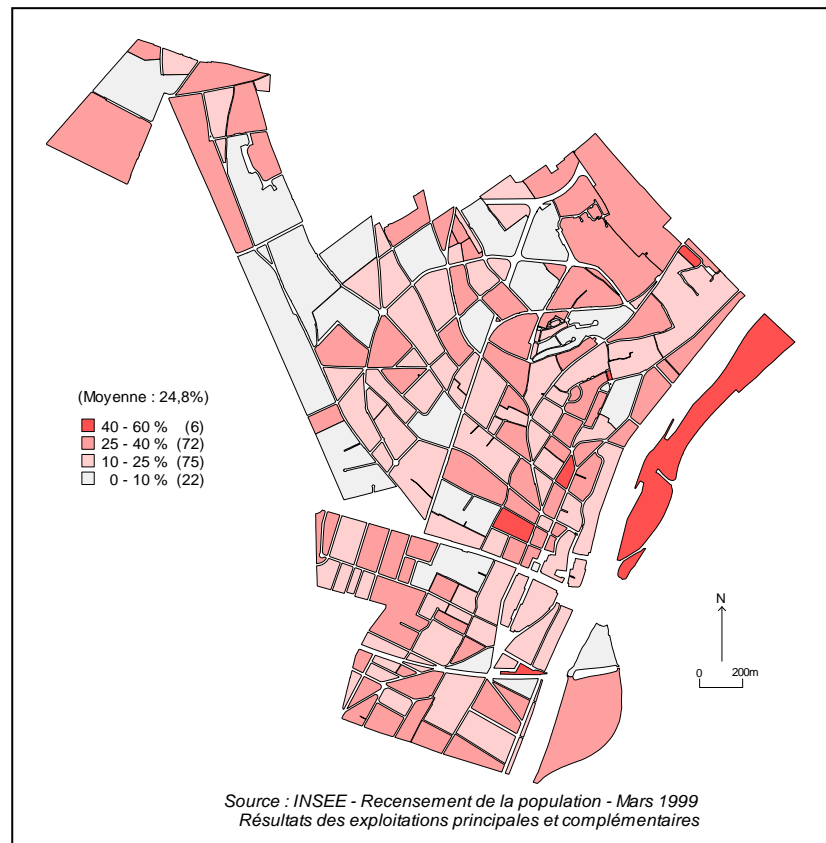 (Moyenne : 24,8%)
40 - 60 % (6)
25 - 40 % (72)
10 - 25 % (75)
0 - 10 % (22)
N
0 200m
Source : INSEE - Recensement de la population - Mars 1999
Résultats des exploitations principales et complémentaires